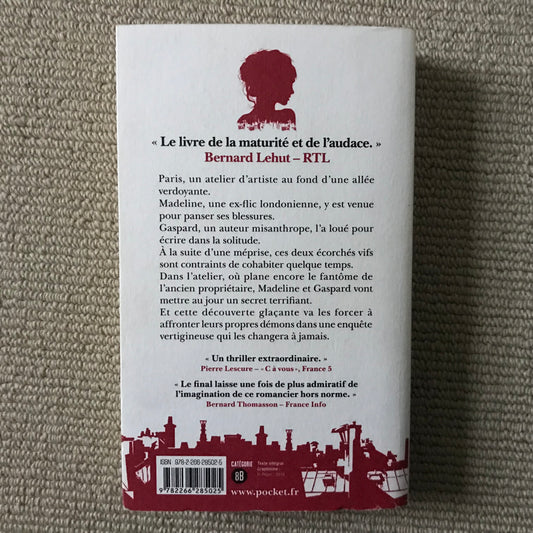 « Le livre de la maturité et de l’audace. »
Bernard Lehut – RTL
Paris, un atelier d’artiste au fond d’une allée
verdoyante.
Madeline, une ex-flic londonienne, y est venue
pour panser ses blessures.
Gaspard, un auteur misanthrope, l’a loué pour
écrire dans la solitude.
À la suite d’une méprise, ces deux écorchés vifs
sont contraints de cohabiter quelque temps.
Dans l’atelier, où plane encore le fantôme de
l’ancien propriétaire, Madeline et Gaspard vont
mettre au jour un secret terrifiant.
Et cette découverte glaçante va les forcer à
affronter leurs propres démons dans une enquête
vertigineuse qui les changera à jamais.
« Un thriller extraordinaire. »
Pierre Lescure – « C à vous », France 5
« Le final laisse une fois de plus admiratif de
l’imagination de ce romancier hors norme. »
Bernard Thomasson – France Info
ISBN 978-2-266-28502-5
9 782266 285025
CATÉGORIE
8B
Texte intégral
Graphisme :
www.pocket.fr